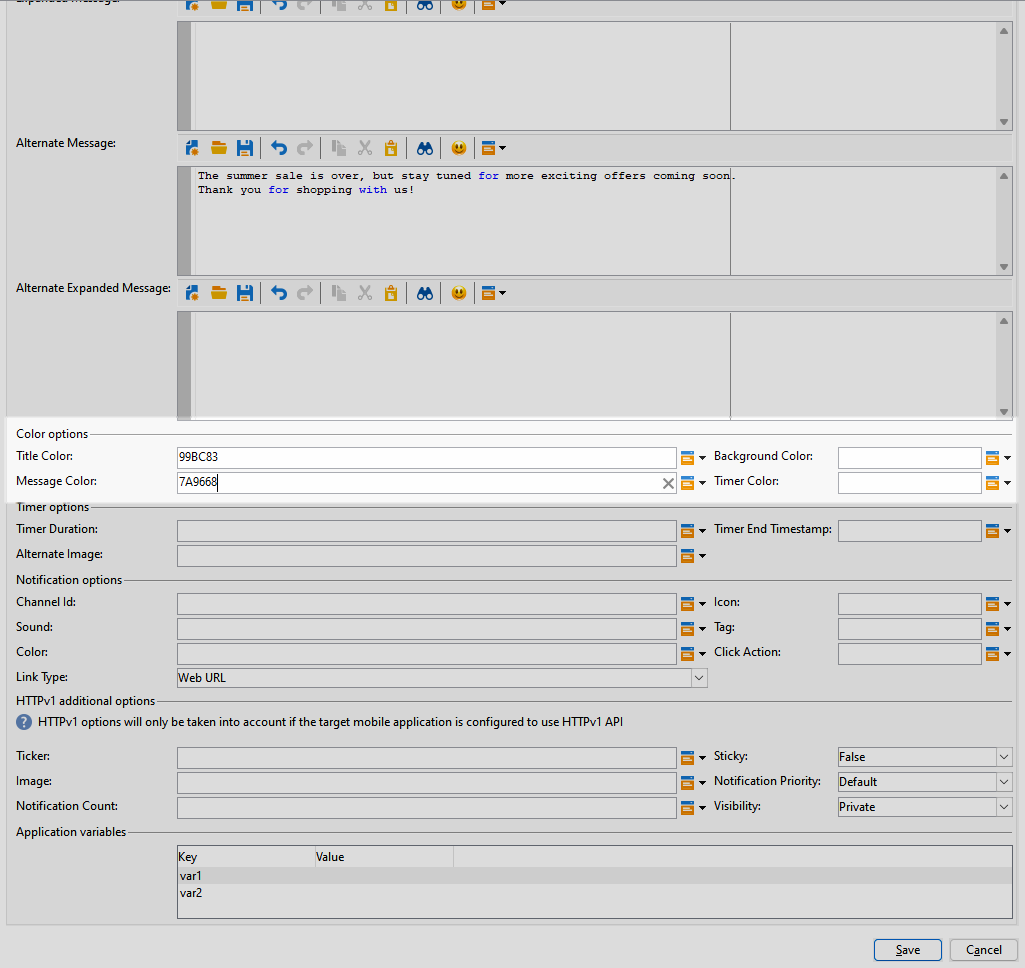 Expanded Message:
Alternate Message:
The summer sale is over, but stay tuned for more exciting offers coming soon.
Thank you for shopping with us!
Alternate Expanded Message:
Color options
Title Color: 99BC83 Background Color:
Message Color: 7A9668 Timer Color:
Timer options
Timer Duration: Timer End Timestamp:
Alternate Image:
Notification options
Channel Id: Icon:
Sound: Tag:
Color: Click Action:
Link Type: Web URL
HTTPv1 additional options
? HTTPv1 options will only be taken into account if the target mobile application is configured to use HTTPv1 API
Ticker: Sticky: False
Image: Notification Priority: Default
Notification Count: Visibility: Private
Application variables
Key Value
var1
var2
Save Cancel